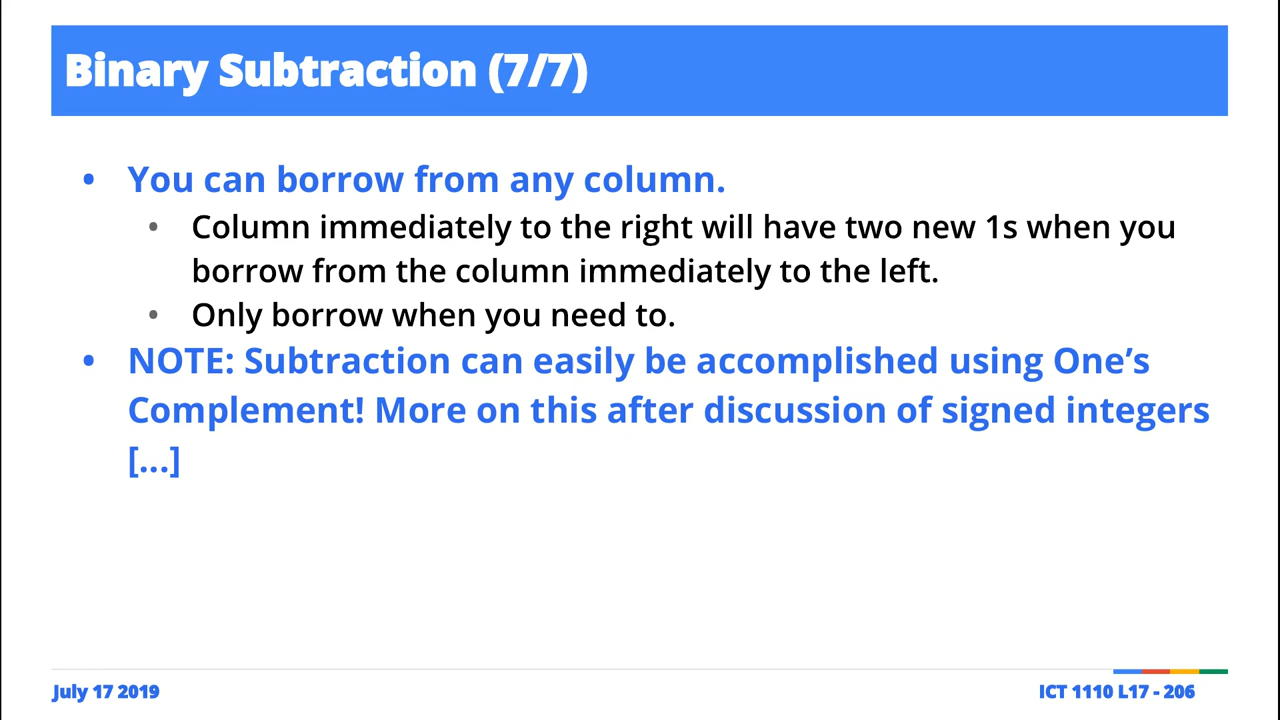 Binary Subtraction (7/7)
• You can borrow from any column.
• Column immediately to the right will have two new 1s when you
borrow from the column immediately to the left.
• Only borrow when you need to.
• NOTE: Subtraction can easily be accomplished using One’s
Complement! More on this after discussion of signed integers
[...]
July 17 2019
ICT 1110 L17 - 206